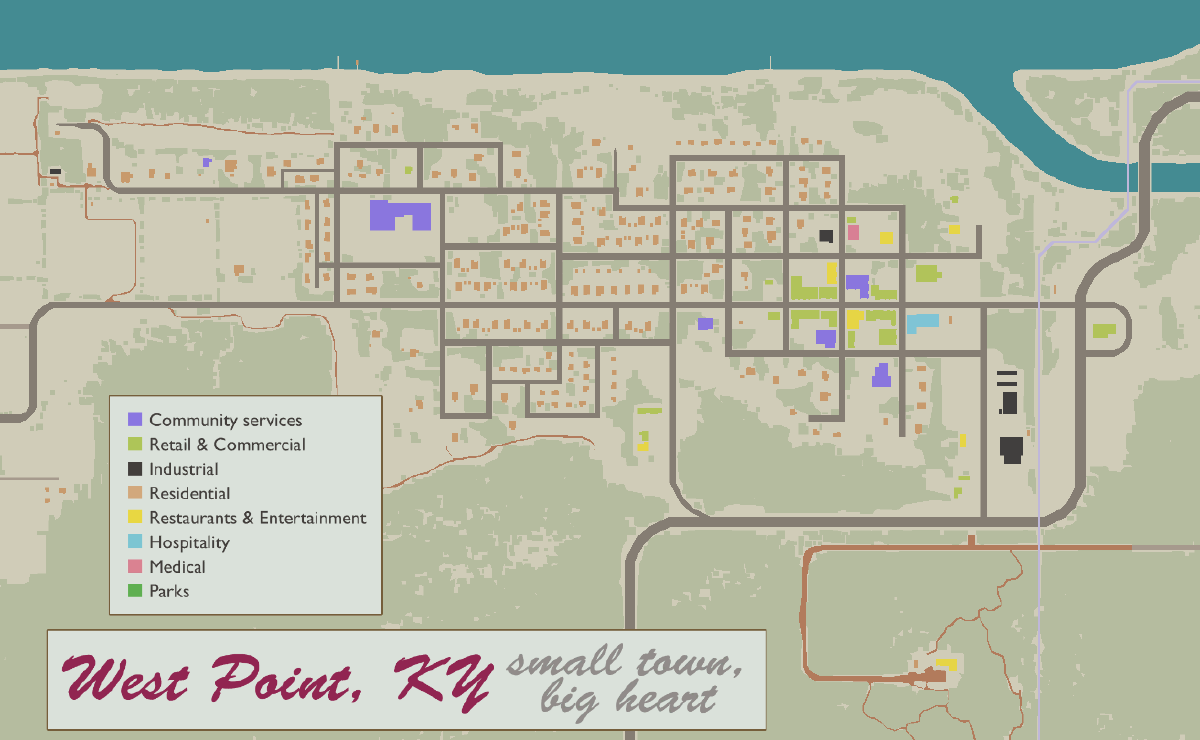 Community services
Retail & Commercial
Industrial
Residential
Restaurants & Entertainment
Hospitality
Medical
Parks
West Point, KY
small town,
big heart